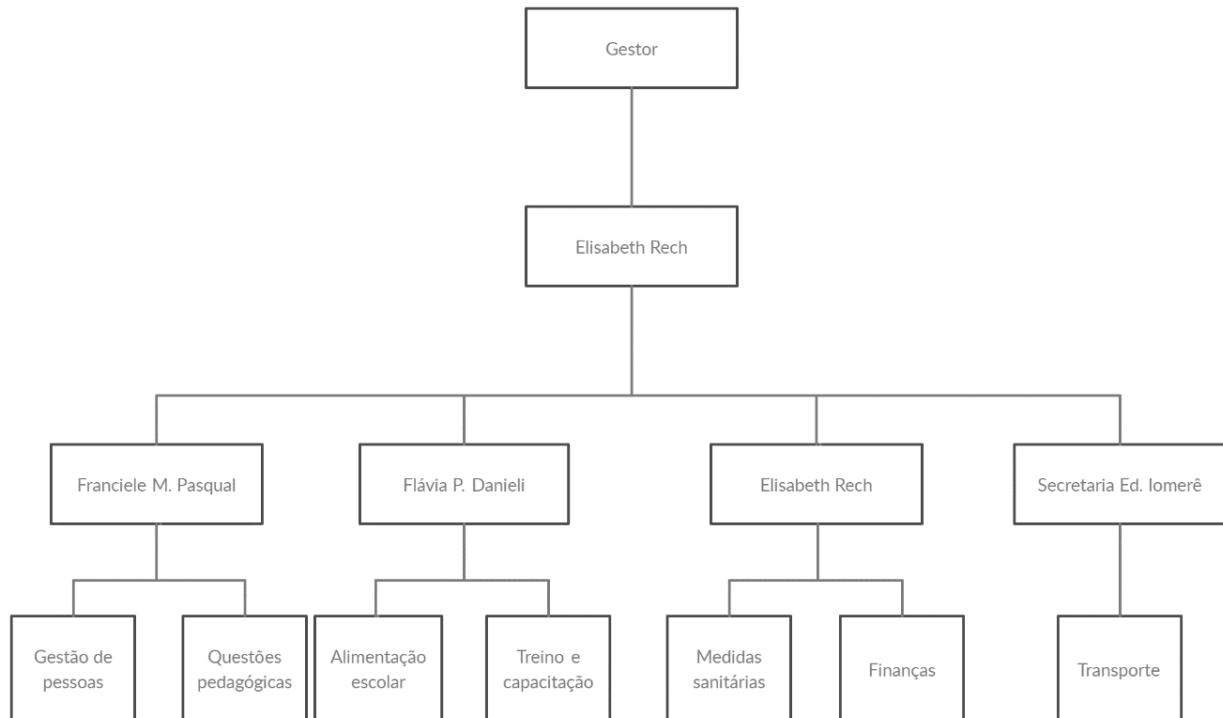 Gestor
Elisabeth Rech
Franciele M. Pasqual
Flávia P. Danieli
Elisabeth Rech
Secretaria Ed. Iomerê
Gestão de
pessoas
Questões
pedagógicas
Alimentação
escolar
Treino e
capacitação
Medidas
sanitárias
Finanças
Transporte